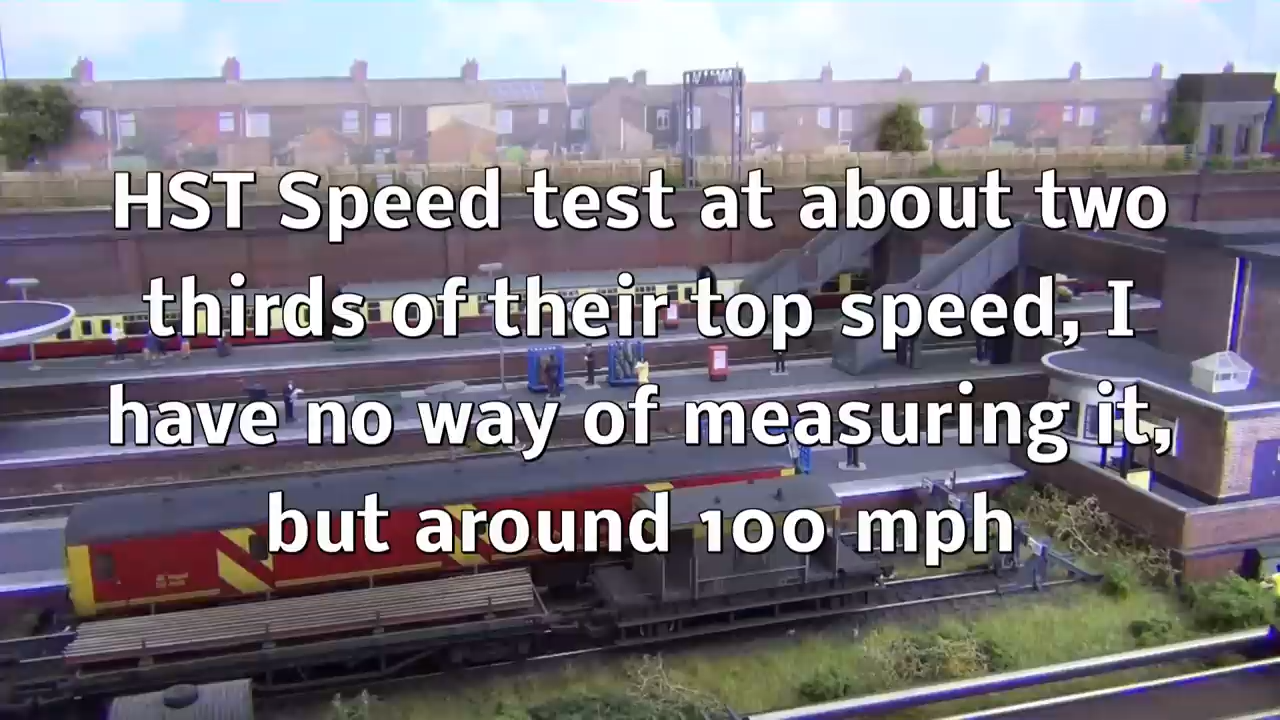 HST Speed test at about two
thirds of their top speed, I
have no way of measuring it,
but around 100 mph